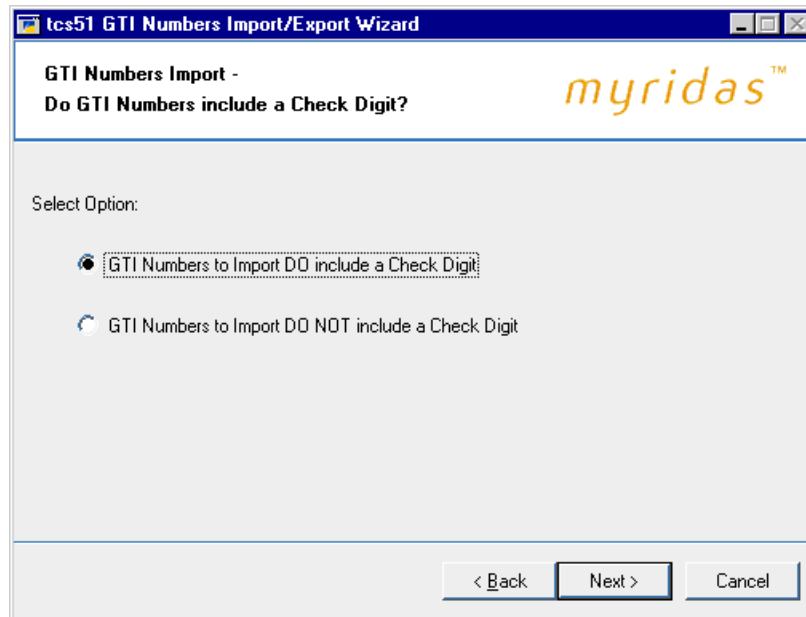 tcs51 GTI Numbers Import/Export Wizard
GTI Numbers Import -
Do GTI Numbers include a Check Digit?
myridas™
Select Option:
GTI Numbers to Import DO include a Check Digit
GTI Numbers to Import DO NOT include a Check Digit
< Back
Next >
Cancel